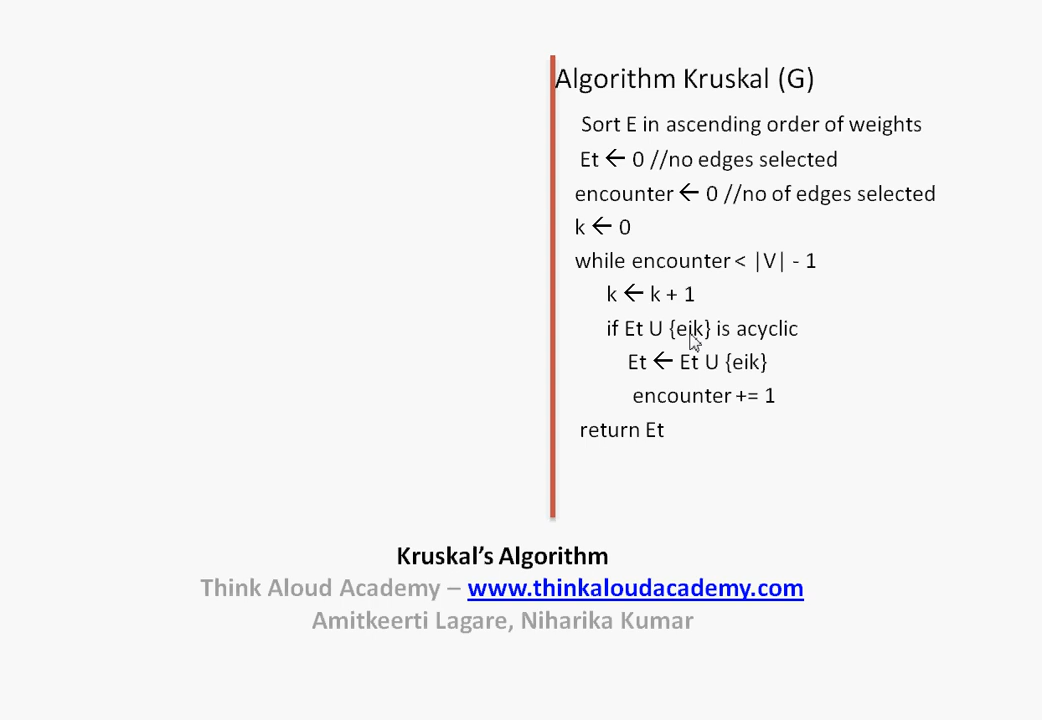 Algorithm Kruskal (G)
Sort E in ascending order of weights
Et ← 0 //no edges selected
encounter ← 0 //no of edges selected
k ← 0
while encounter < |V| - 1
k ← k + 1
if Et U {eik} is acyclic
Et ← Et U {eik}
encounter += 1
return Et
Kruskal’s Algorithm
Think Aloud Academy – www.thinkaloudacademy.com
Amitkeerti Lagare, Niharika Kumar